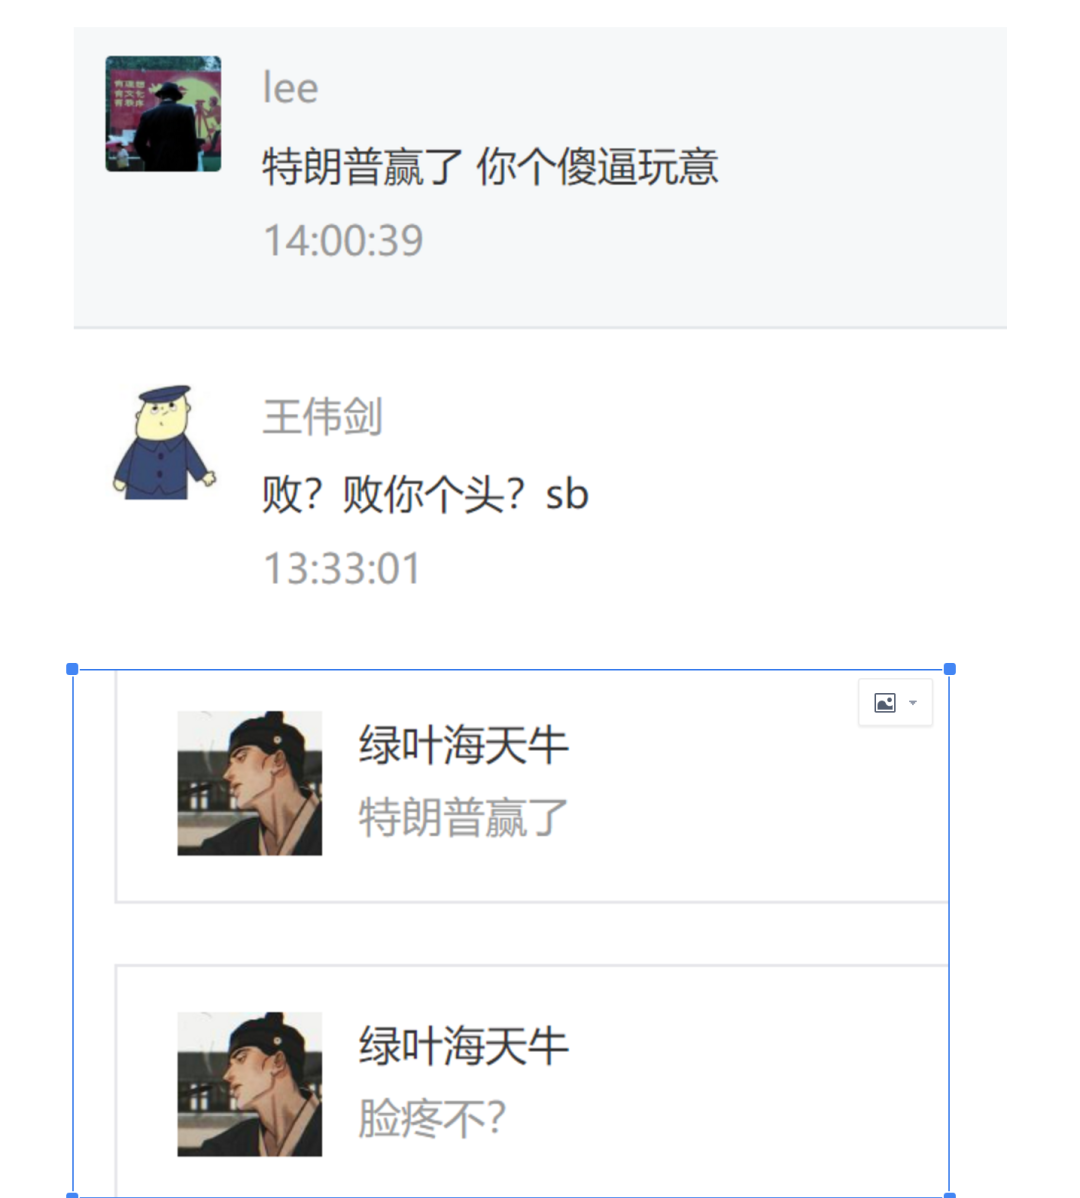 lee
特朗普赢了 你个傻逼玩意
14:00:39
王伟剑
败？败你个头？sb
13:33:01
绿叶海天牛
特朗普赢了
绿叶海天牛
脸疼不？